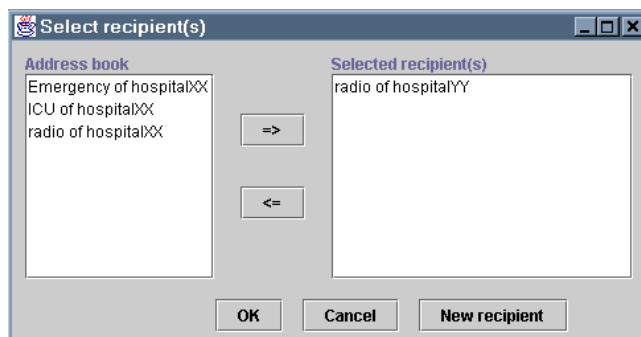 Select recipient(s)
Address book
Emergency of hospitalXX
ICU of hospitalXX
radio of hospitalXX
=>
<=
Selected recipient(s)
radio of hospitalYY
OK
Cancel
New recipient